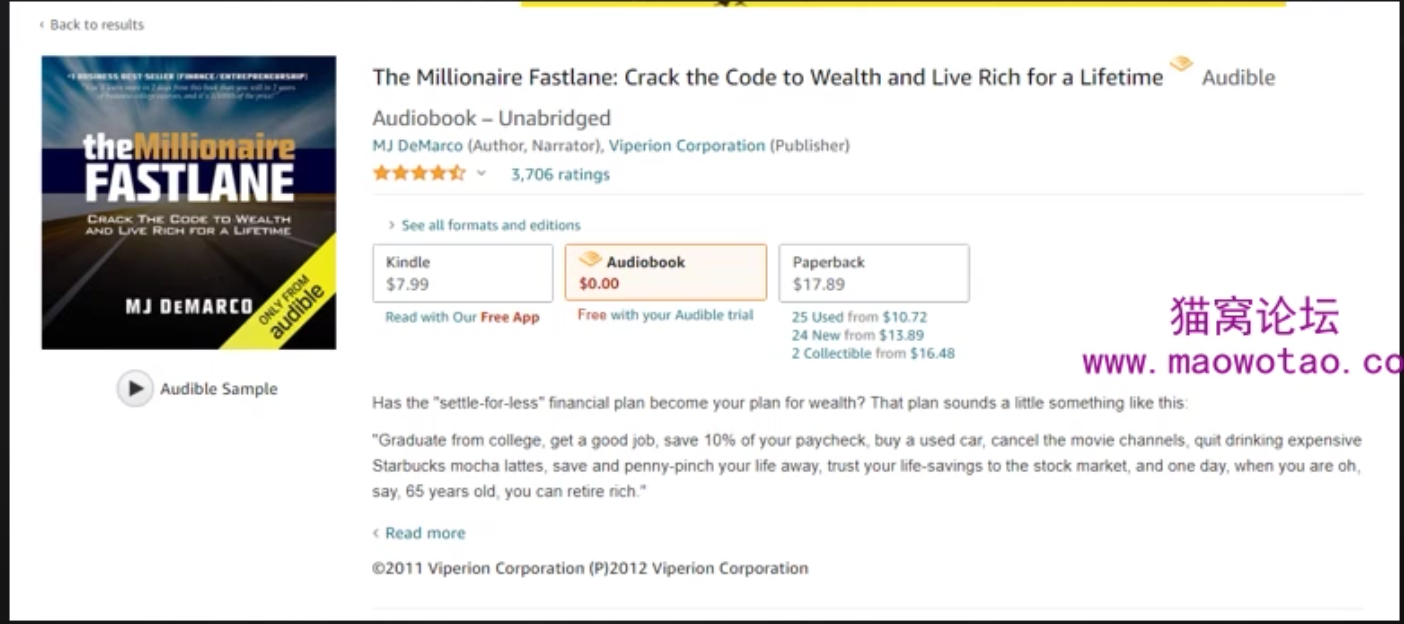 ‹ Back to results
#1 BUSINESS BEST-SELLER (FINANCE/ENTREPRENEURSHIP)
theMillionaire
FASTLANE
CRACK THE CODE TO WEALTH
AND LIVE RICH FOR A LIFETIME
MJ DEMARCO
ONLY FROM
audible
Audible Sample
The Millionaire Fastlane: Crack the Code to Wealth and Live Rich for a Lifetime Audible
Audiobook – Unabridged
MJ DeMarco (Author, Narrator), Viperion Corporation (Publisher)
3,706 ratings
› See all formats and editions
Kindle
$7.99
Read with Our Free App
Audiobook
$0.00
Free with your Audible trial
Paperback
$17.89
25 Used from $10.72
24 New from $13.89
2 Collectible from $16.48
猫窝论坛
www.maowotao.co
Has the "settle-for-less" financial plan become your plan for wealth? That plan sounds a little something like this:
"Graduate from college, get a good job, save 10% of your paycheck, buy a used car, cancel the movie channels, quit drinking expensive
Starbucks mocha lattes, save and penny-pinch your life away, trust your life-savings to the stock market, and one day, when you are oh,
say, 65 years old, you can retire rich."
‹ Read more
©2011 Viperion Corporation (P)2012 Viperion Corporation